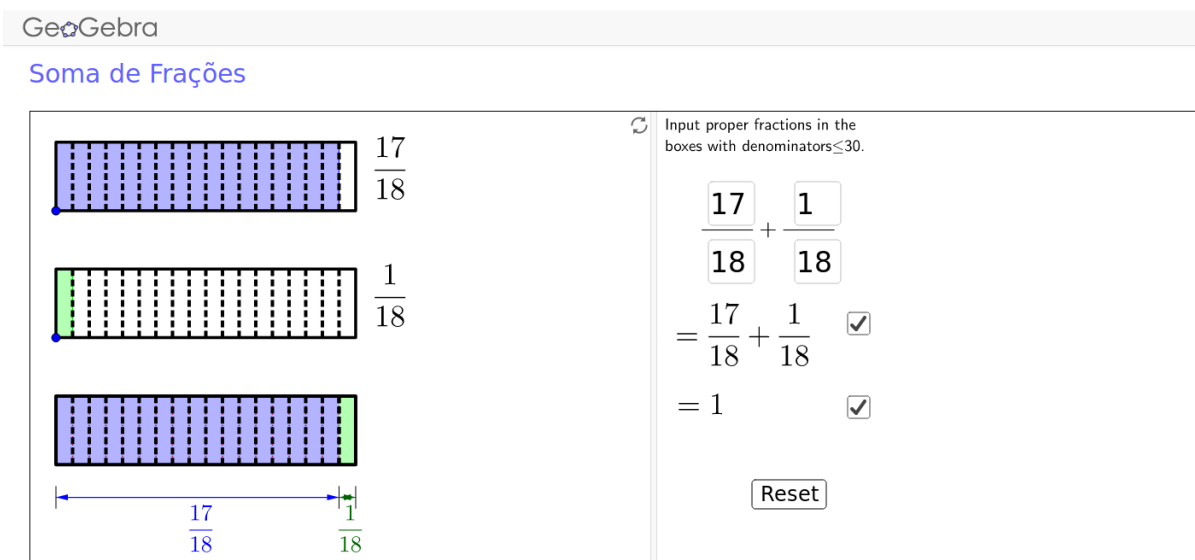 GeoGebra
Soma de Frações
17
18
1
18
17
18
1
18
Input proper fractions in the
boxes with denominators≤30.
17 + 1
18 18
= 17/18 + 1/18
= 1
Reset